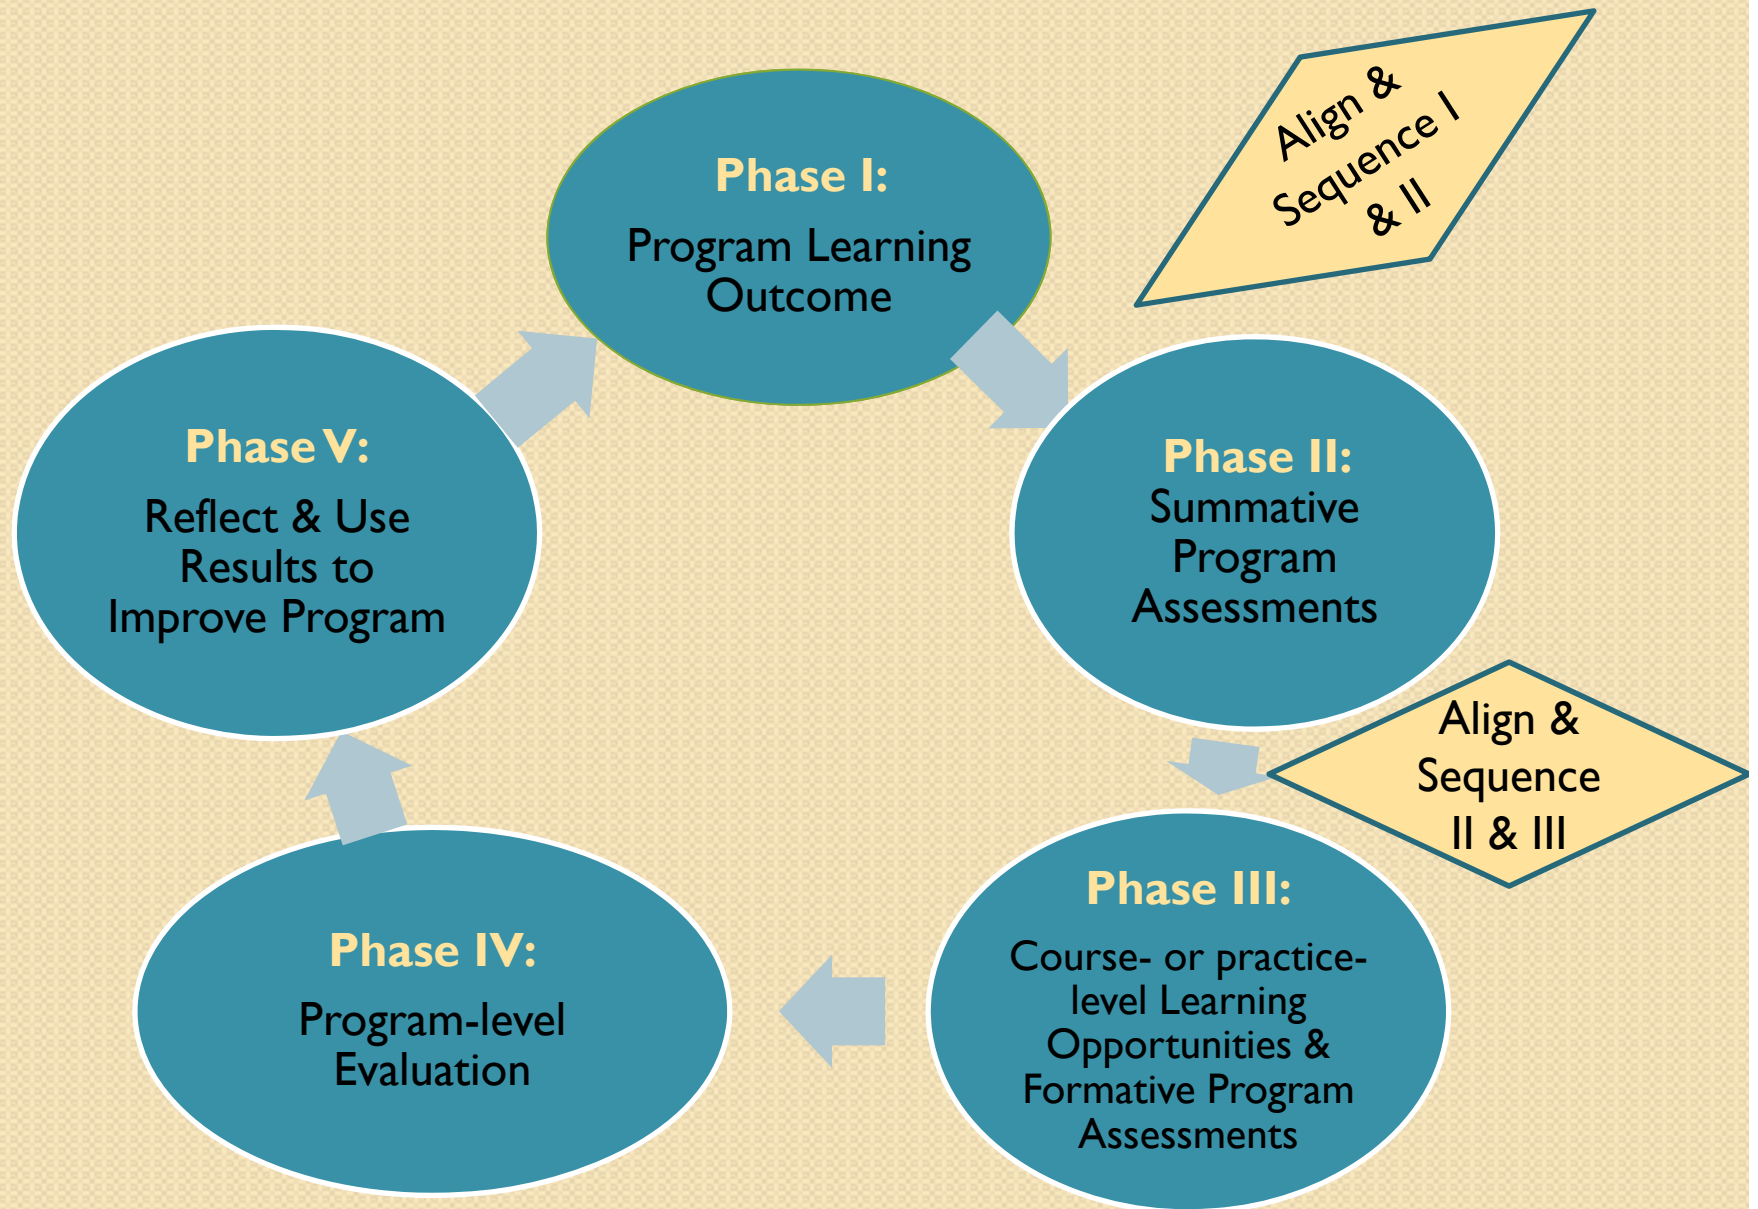 Phase I:
Program Learning
Outcome
Align &
Sequence I
& II
Phase II:
Summative
Program
Assessments
Align &
Sequence
II & III
Phase III:
Course- or practice-
level Learning
Opportunities &
Formative Program
Assessments
Phase IV:
Program-level
Evaluation
Phase V:
Reflect & Use
Results to
Improve Program